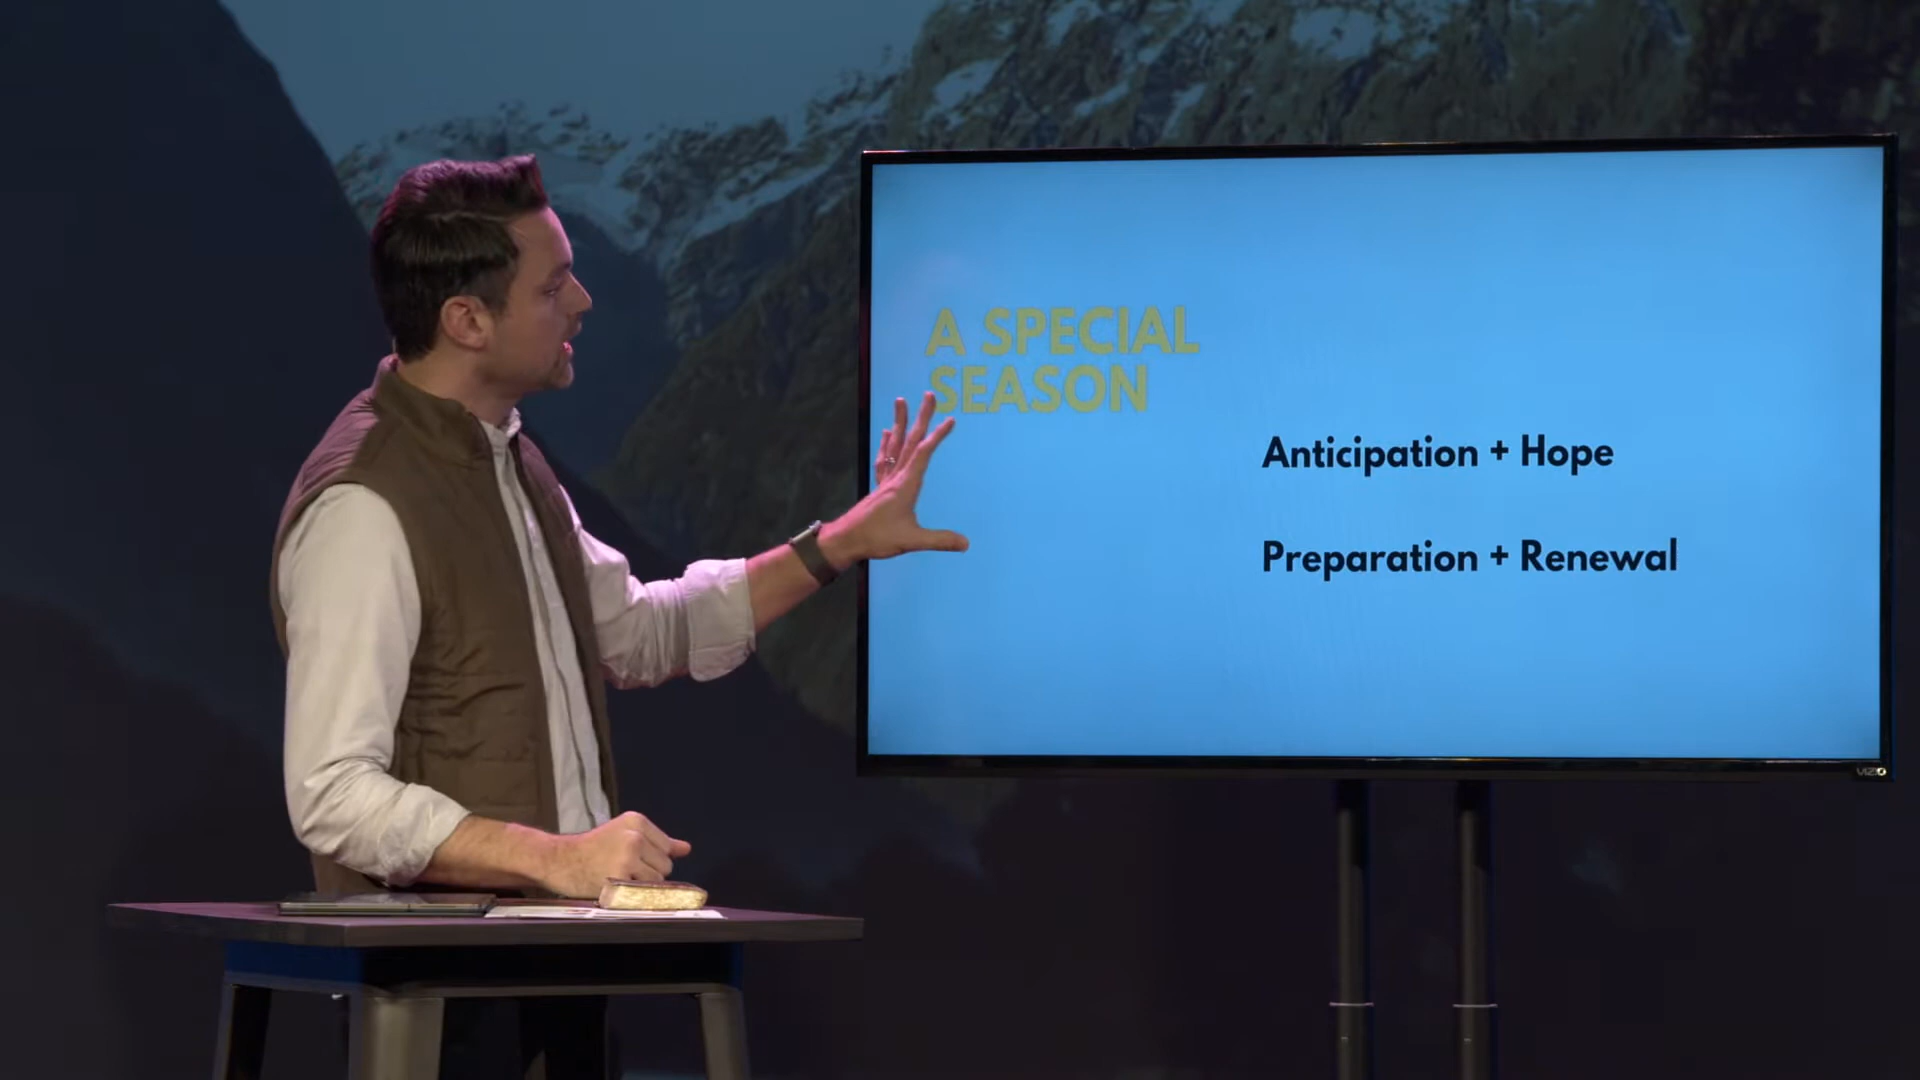 A SPECIAL
SEASON
Anticipation + Hope
Preparation + Renewal
VIZIO